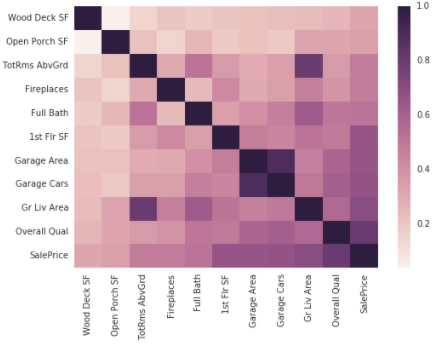 Wood Deck SF
Open Porch SF
TotRms AbvGrd
Fireplaces
Full Bath
1st Flr SF
Garage Area
Garage Cars
Gr Liv Area
Overall Qual
SalePrice
Wood Deck SF
Open Porch SF
TotRms AbvGrd
Fireplaces
Full Bath
1st Flr SF
Garage Area
Garage Cars
Gr Liv Area
Overall Qual
SalePrice
1.0
0.8
0.6
0.4
0.2